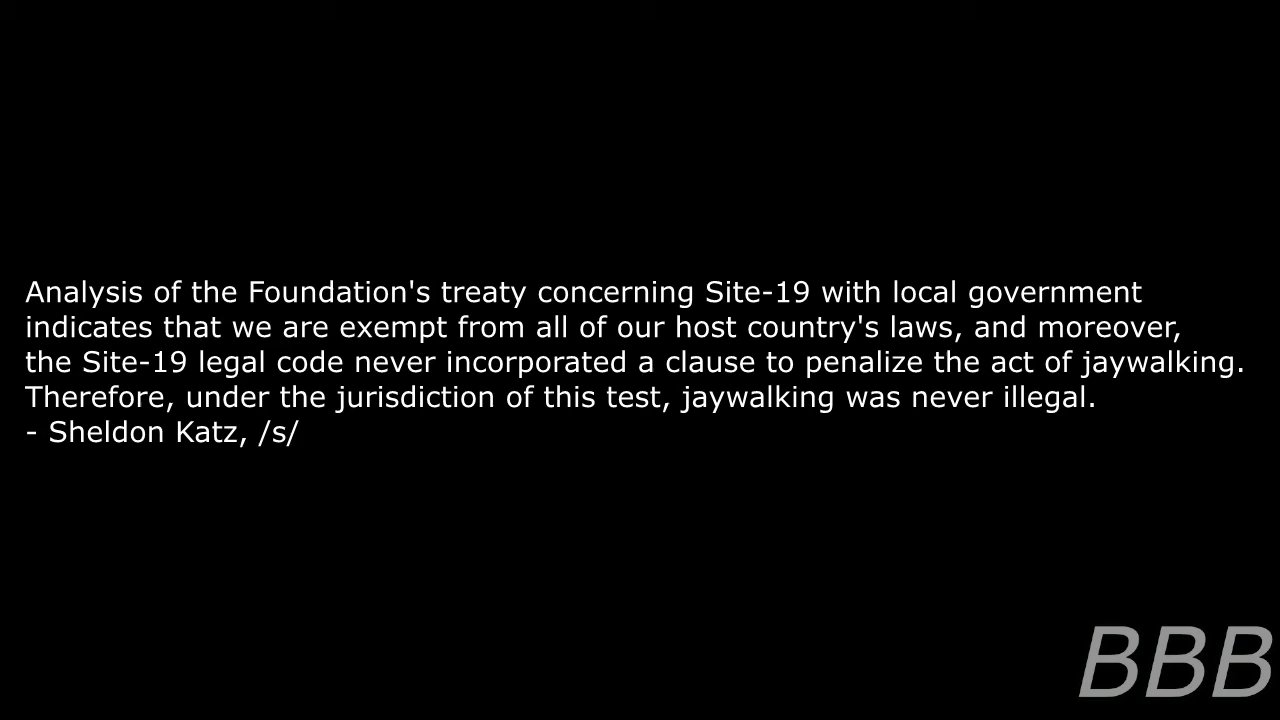 Analysis of the Foundation's treaty concerning Site-19 with local government
indicates that we are exempt from all of our host country's laws, and moreover,
the Site-19 legal code never incorporated a clause to penalize the act of jaywalking.
Therefore, under the jurisdiction of this test, jaywalking was never illegal.
- Sheldon Katz, /s/
BBB